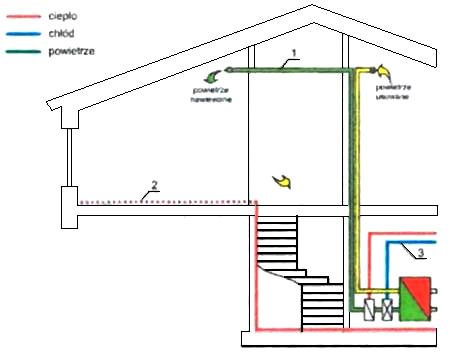 ciepło
chłód
powietrze
1
powietrze
nawiewane
powietrze
usuwane
2
3